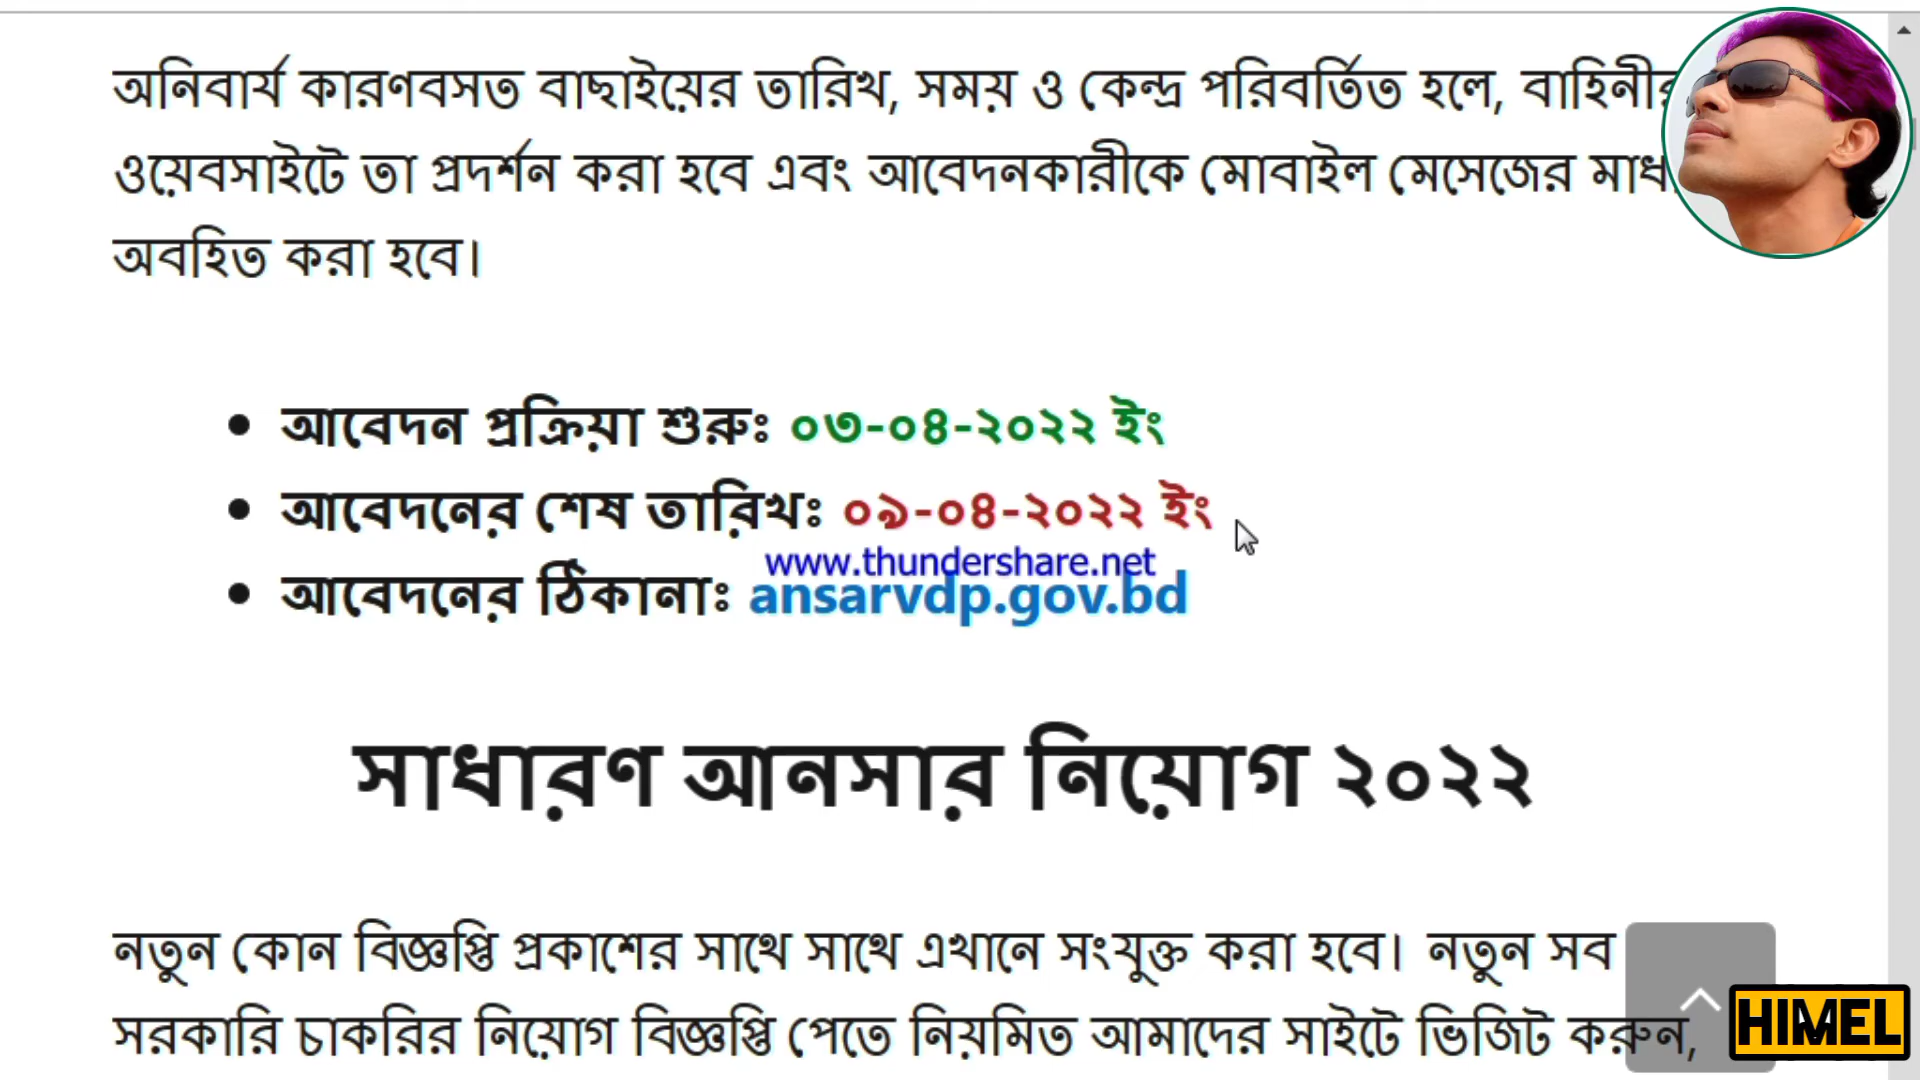 অনিবার্য কারণবসত বাছাইয়ের তারিখ, সময় ও কেন্দ্র পরিবর্তিত হলে, বাহিনীর
ওয়েবসাইটে তা প্রদর্শন করা হবে এবং আবেদনকারীকে মোবাইল মেসেজের
অবহিত করা হবে।
• আবেদন প্রক্রিয়া শুরুঃ ০৩-০৪-২০২২ ইং
• আবেদনের শেষ তারিখঃ ০৯-০৪-২০২২ ইং
www.thundershare.net
• আবেদনের ঠিকানাঃ ansarvdp.gov.bd
সাধারণ আনসার নিয়োগ ২০২২
নতুন কোন বিজ্ঞপ্তি প্রকাশের সাথে সাথে এখানে সংযুক্ত করা হবে। নতুন সব
সরকারি চাকরির নিয়োগ বিজ্ঞপ্তি পেতে নিয়মিত আমাদের সাইটে ভিজিট করুন,
HIMEL